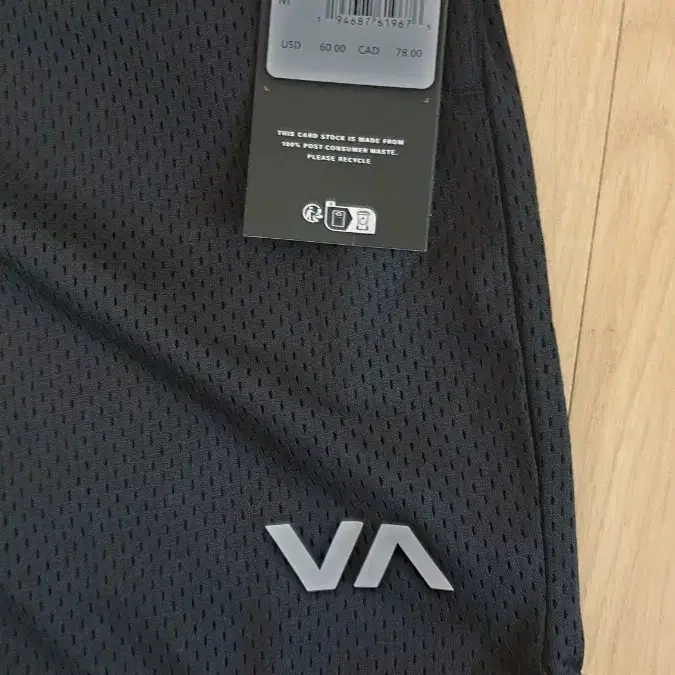 M
1 94687 61967 6
USD 60.00 CAD 78.00
THIS CARD STOCK IS MADE FROM
100% POST-CONSUMER WASTE.
PLEASE RECYCLE
VA